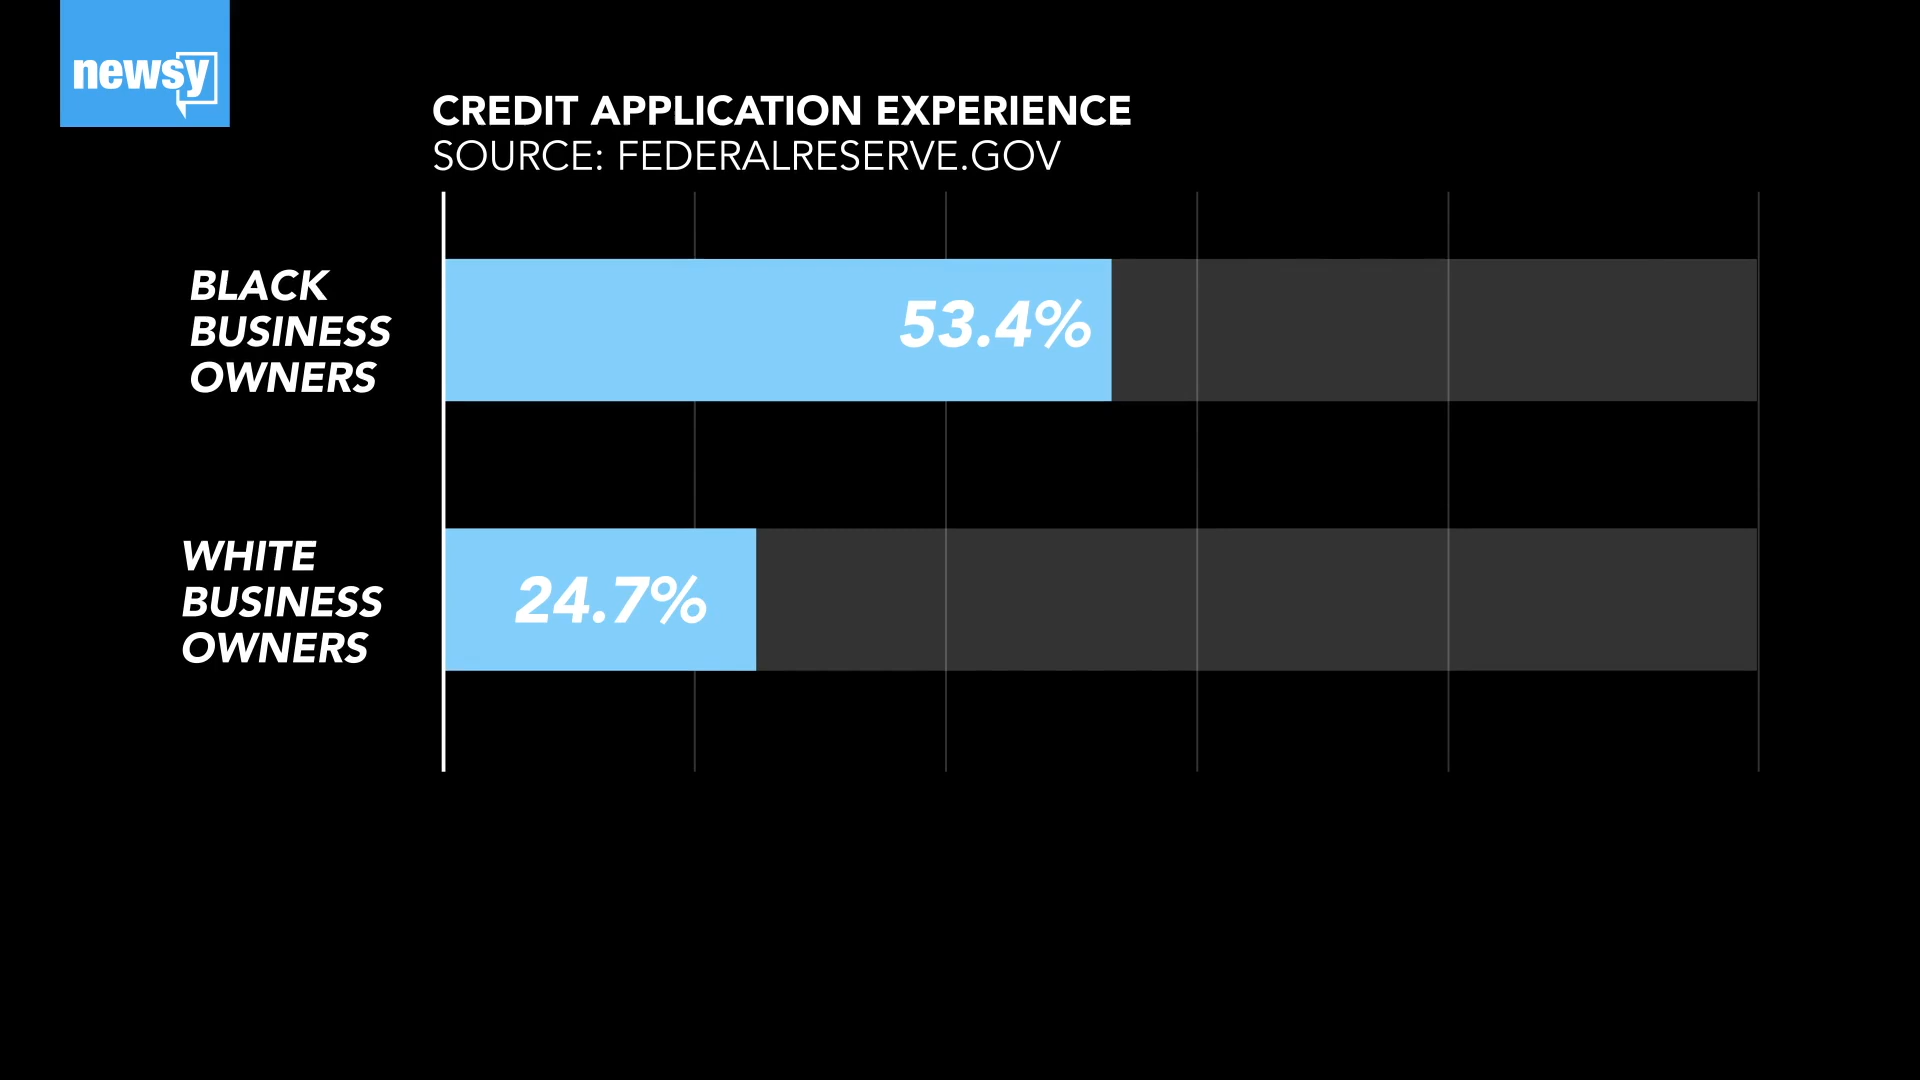 newsy
CREDIT APPLICATION EXPERIENCE
SOURCE: FEDERALRESERVE.GOV
BLACK
BUSINESS
OWNERS
53.4%
WHITE
BUSINESS
OWNERS
24.7%